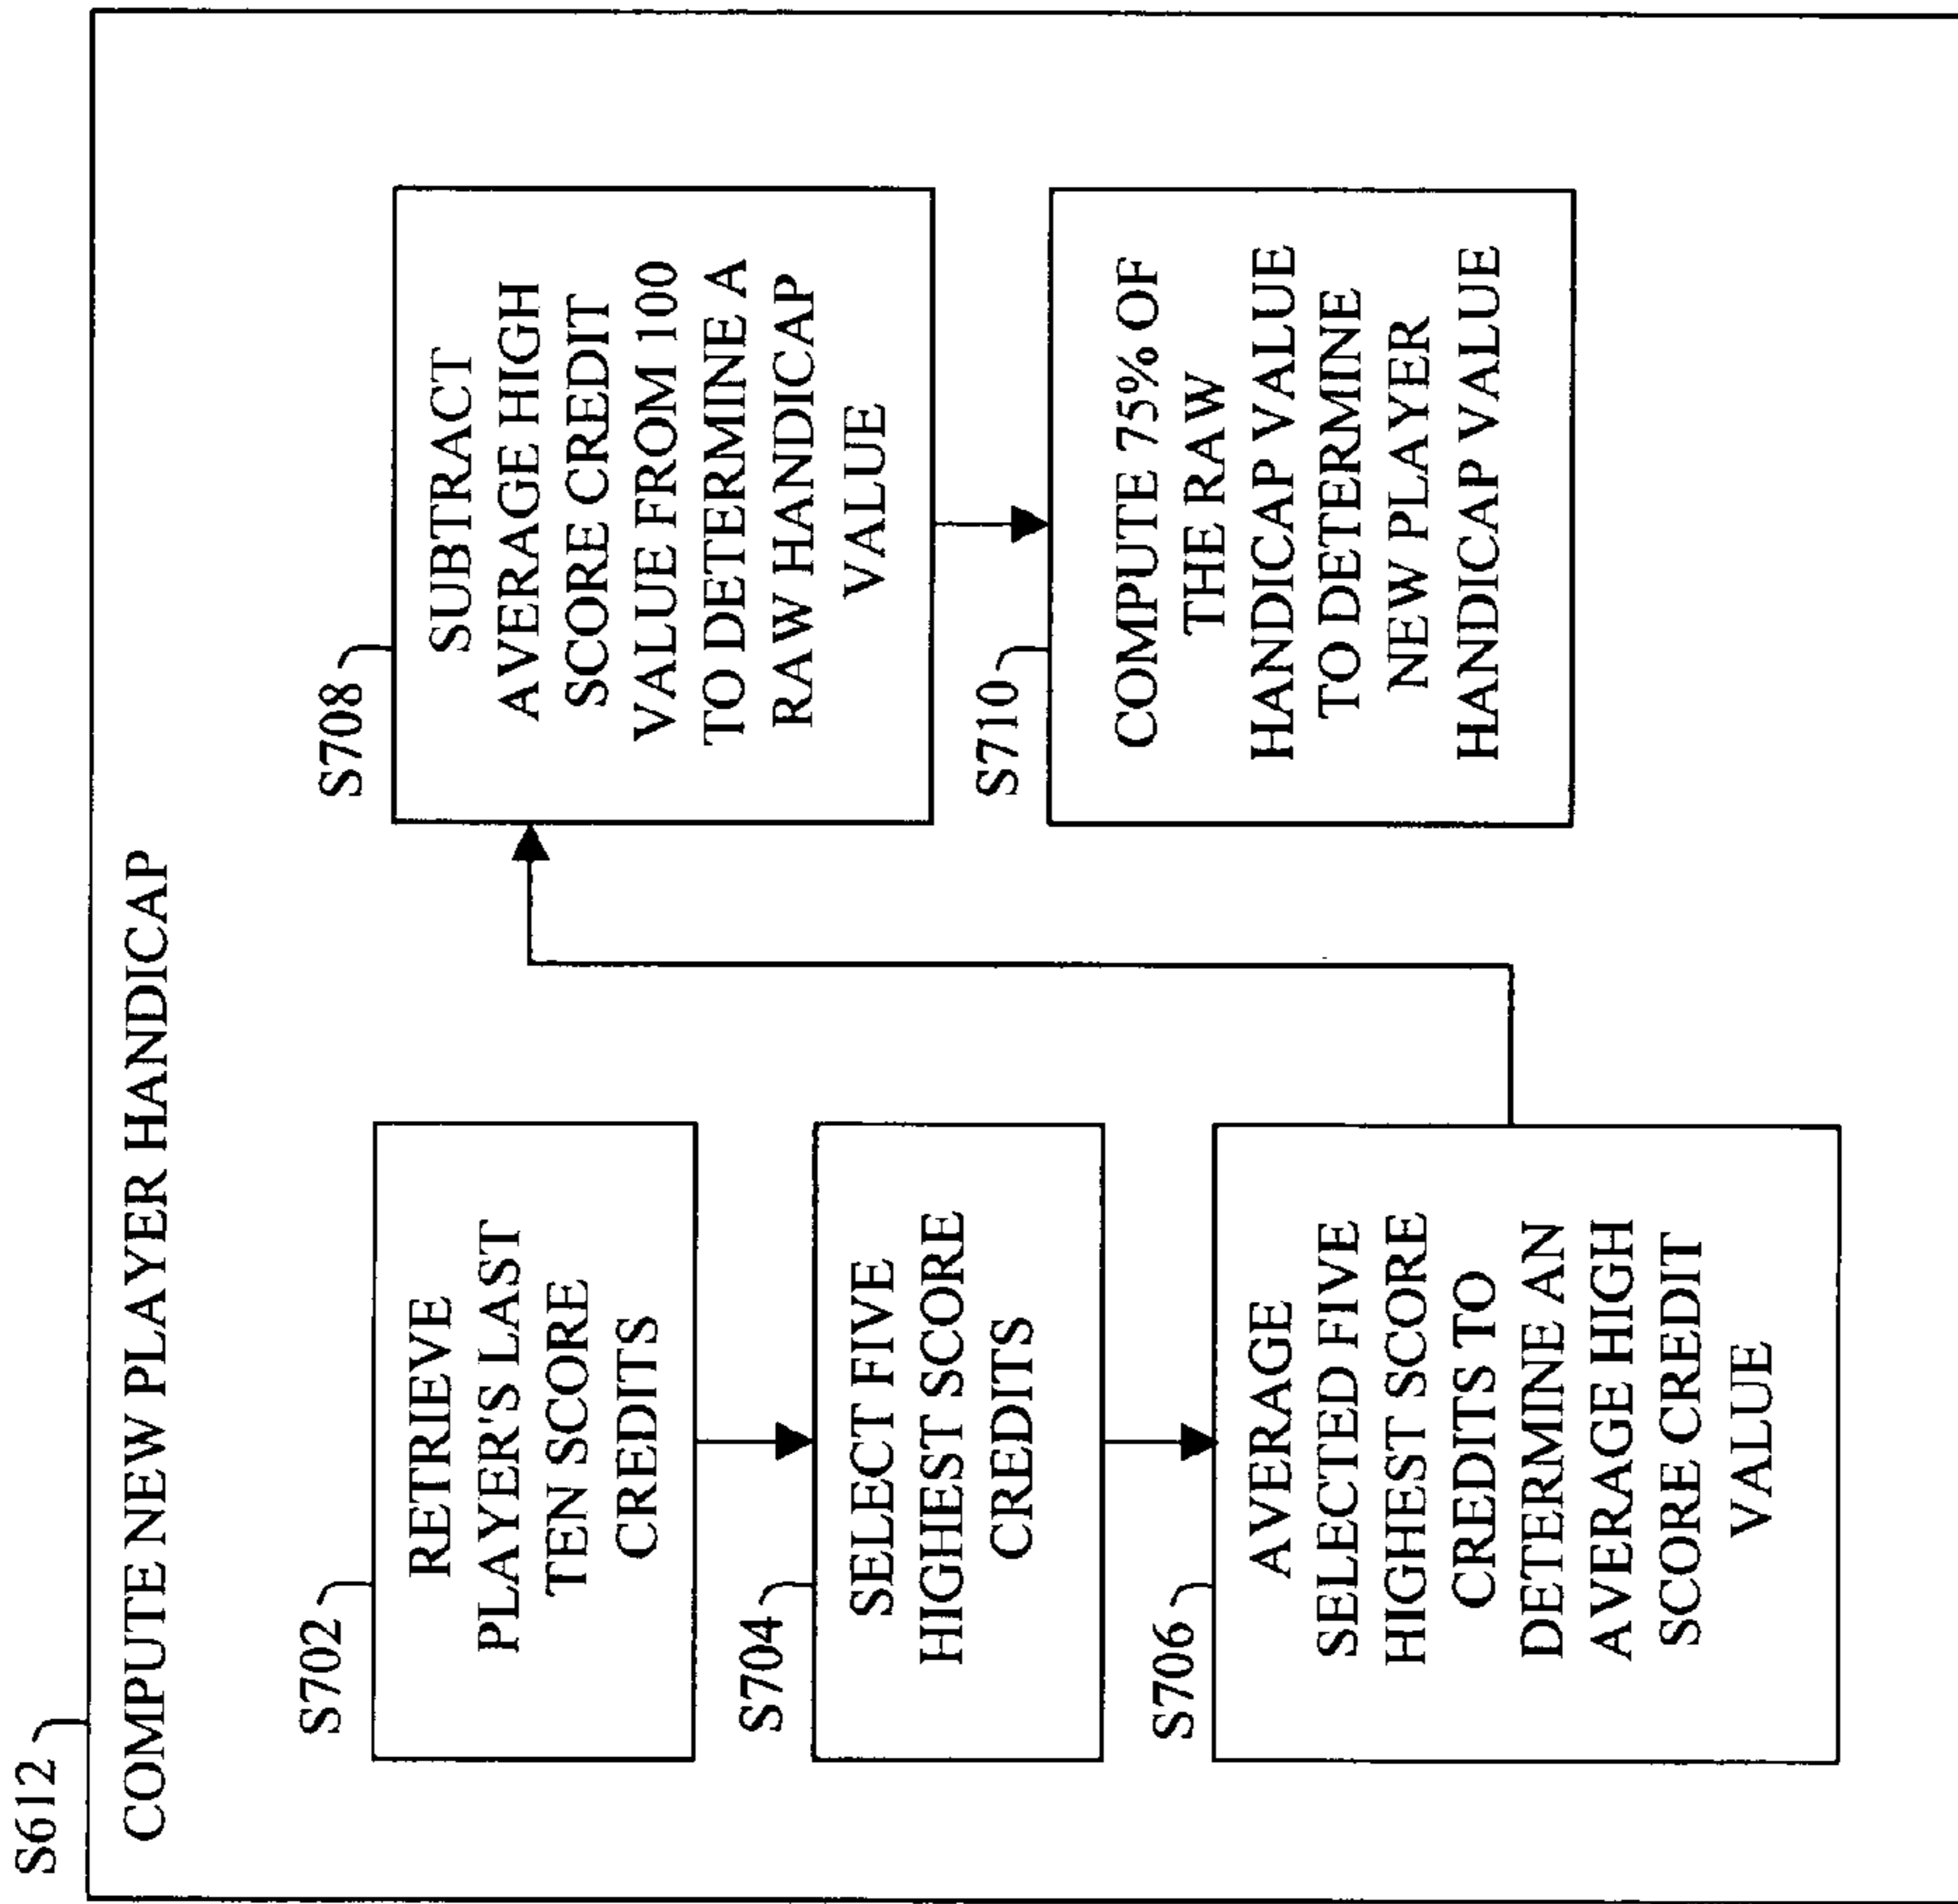 S612
COMPUTE NEW PLAYER HANDICAP
S702
RETRIEVE
PLAYER'S LAST
TEN SCORE
CREDITS
S704
SELECT FIVE
HIGHEST SCORE
CREDITS
S706
AVERAGE
SELECTED FIVE
HIGHEST SCORE
CREDITS TO
DETERMINE AN
AVERAGE HIGH
SCORE CREDIT
VALUE
S708
SUBTRACT
AVERAGE HIGH
SCORE CREDIT
VALUE FROM 100
TO DETERMINE A
RAW HANDICAP
VALUE
S710
COMPUTE 75% OF
THE RAW
HANDICAP VALUE
TO DETERMINE
NEW PLAYER
HANDICAP VALUE